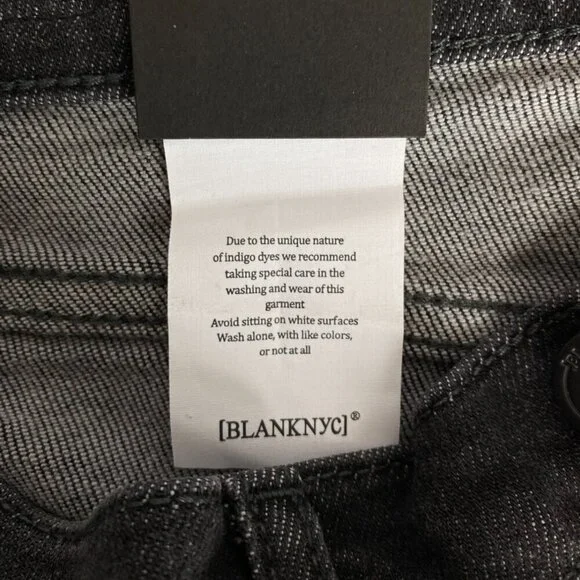 Due to the unique nature
of indigo dyes we recommend
taking special care in the
washing and wear of this
garment
Avoid sitting on white surfaces
Wash alone, with like colors,
or not at all
[BLANKNYC]®